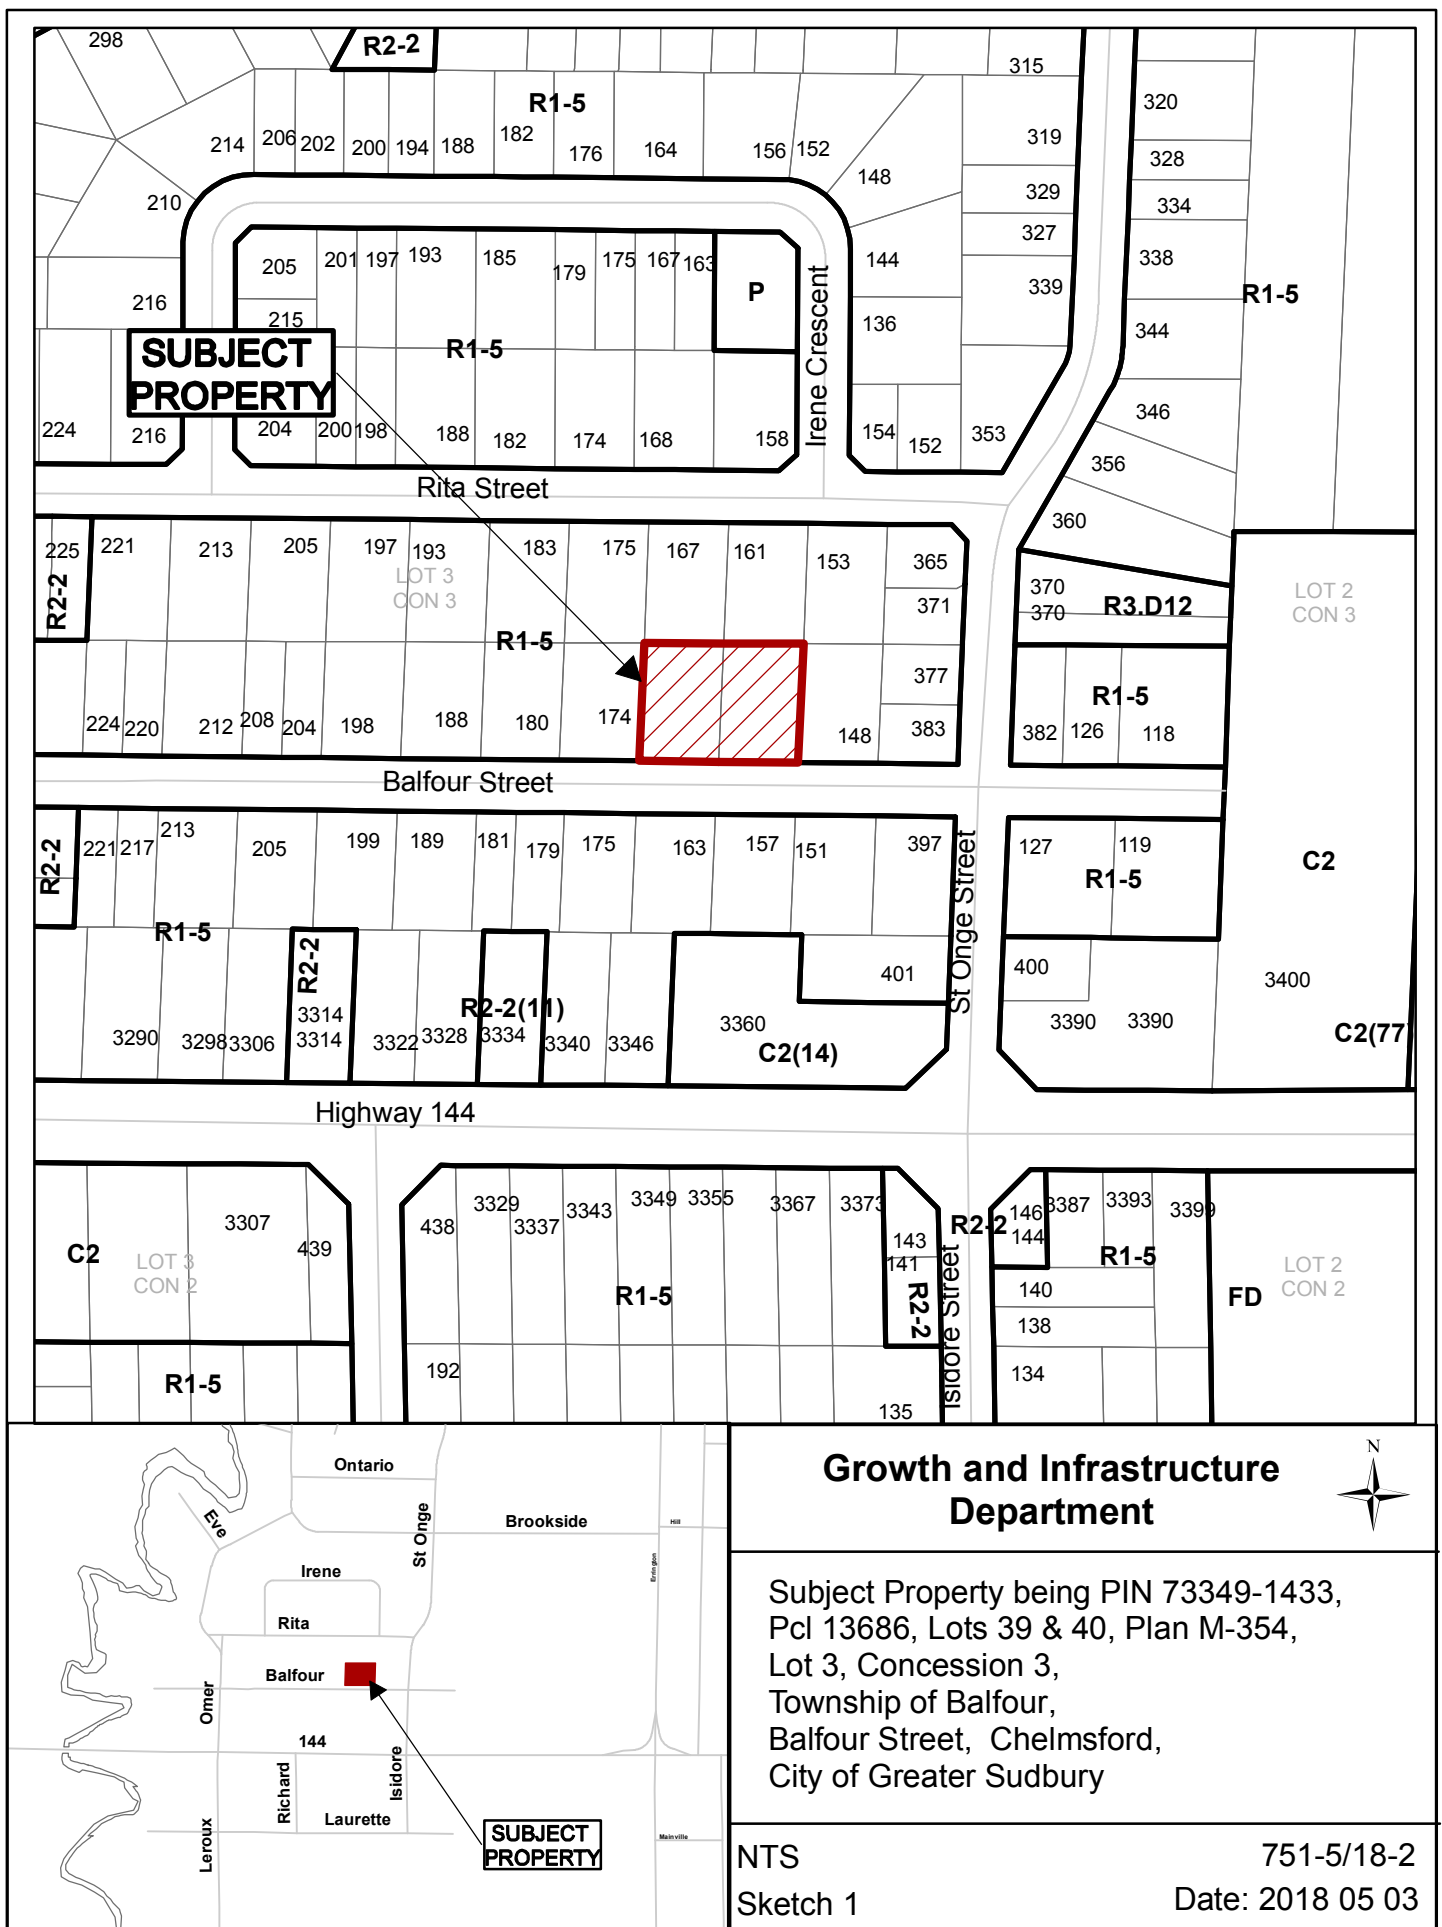 298
R2-2
315
R1-5
320
214
206
202
200
194
188
182
176
164
156
152
319
328
148
329
334
210
327
205
201
197
193
185
179
175
167
163
P
144
338
339
R1-5
216
215
136
344
Irene Crescent
SUBJECT
PROPERTY
R1-5
346
224
216
204
200
198
188
182
174
168
158
154
152
353
356
Rita Street
360
225
221
213
205
197
193
183
175
167
161
153
365
LOT 3
CON 3
R2-2
370
370
371
R3.D12
LOT 2
CON 3
R1-5
377
R1-5
224
220
212
208
204
198
188
180
174
148
383
382
126
118
Balfour Street
R2-2
221
217
213
205
199
189
181
179
175
163
157
151
397
127
119
C2
R1-5
St Onge Street
R1-5
R2-2
401
400
3400
R2-2(11)
3314
3314
3290
3298
3306
3322
3328
3334
3340
3346
3360
3390
3390
C2(14)
C2(77)
Highway 144
3307
439
438
3329
3337
3343
3349
3355
3367
3373
143
141
R2-2
146
144
3387
3393
3399
C2
LOT 3
CON 2
R1-5
R2-2
Isidore Street
R1-5
140
138
FD
LOT 2
CON 2
R1-5
192
134
135
Ontario
Eve
St Onge
Brookside
Hill
Errington
Irene
Rita
Balfour
Omer
144
Richard
Isidore
Laurette
Leroux
Mainville
SUBJECT
PROPERTY
Growth and Infrastructure
Department
N
Subject Property being PIN 73349-1433,
Pcl 13686, Lots 39 & 40, Plan M-354,
Lot 3, Concession 3,
Township of Balfour,
Balfour Street, Chelmsford,
City of Greater Sudbury
NTS
751-5/18-2
Sketch 1
Date: 2018 05 03